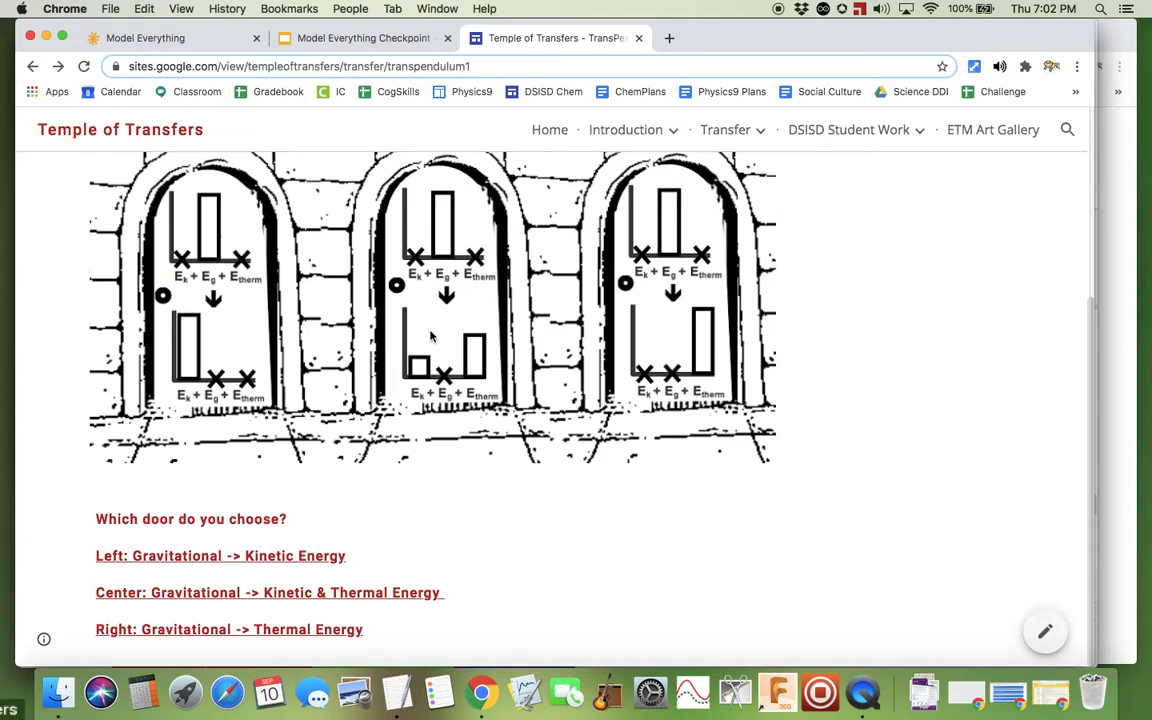 Chrome File Edit View History Bookmarks People Tab Window Help 100% Thu 7:02 PM
Model Everything Model Everything Checkpoint Temple of Transfers - TransPe
sites.google.com/view/templeoftransfers/transfer/transpendulum1
Apps Calendar Classroom Gradebook IC CogSkills Physics9 DSISD Chem ChemPlans Physics9 Plans Social Culture Science DDI Challenge »
Temple of Transfers Home Introduction Transfer DSISD Student Work ETM Art Gallery
Ek + Eg + Etherm Ek + Eg + Etherm Ek + Eg + Etherm
Ek + Eg + Etherm Ek + Eg + Etherm Ek + Eg + Etherm
Which door do you choose?
Left: Gravitational -> Kinetic Energy
Center: Gravitational -> Kinetic & Thermal Energy
Right: Gravitational -> Thermal Energy
ers
SEP
10
360